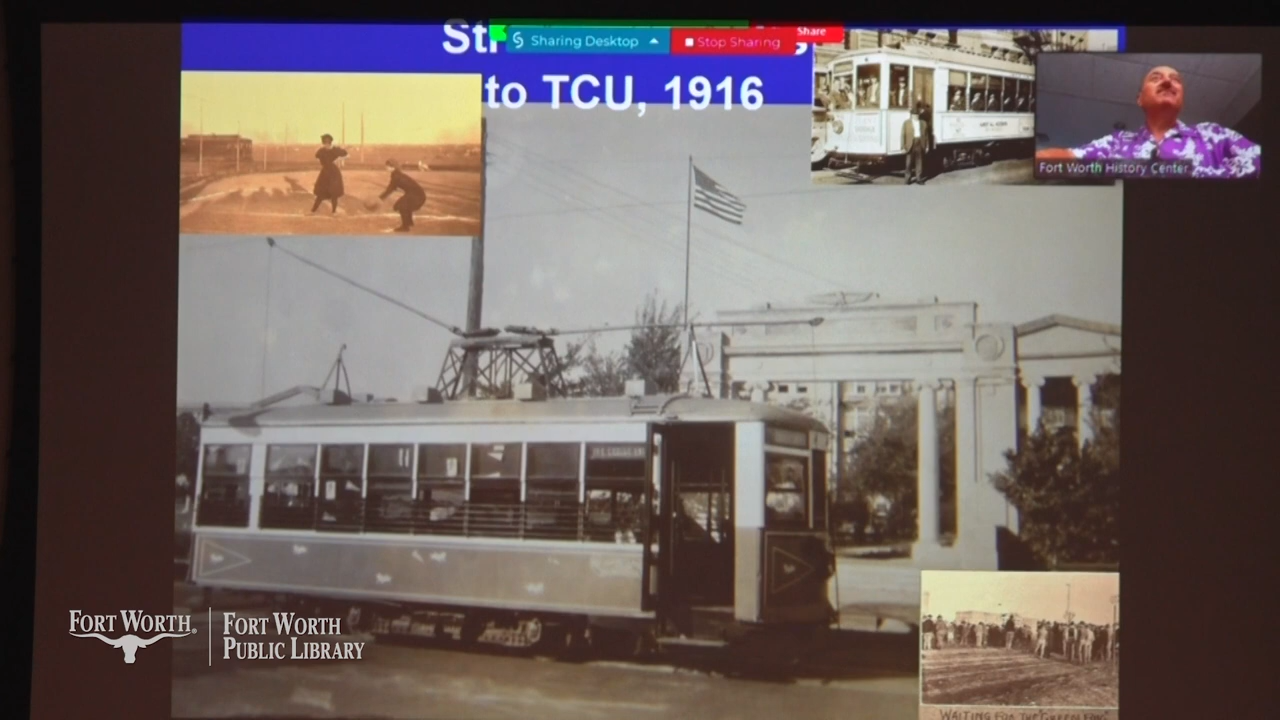 Sharing Desktop
Stop Sharing
Share
to TCU, 1916
Fort Worth History Center
FORT WORTH®
FORT WORTH
PUBLIC LIBRARY
WAITING FOR THE